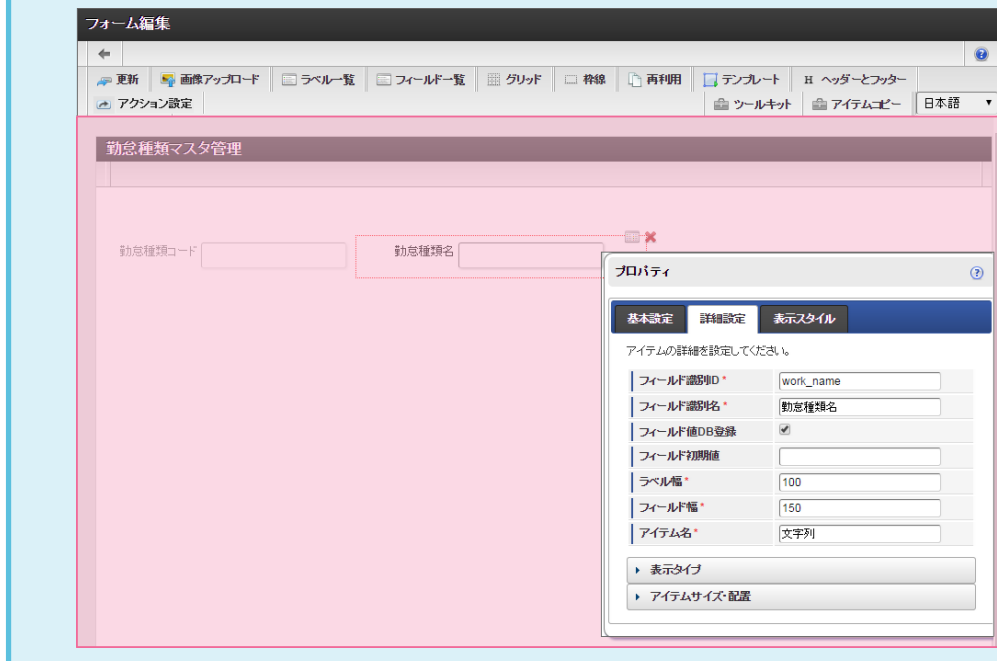 フォーム編集
更新 画像アップロード ラベル一覧 フィールド一覧 グリッド 枠線 再利用 テンプレート H ヘッダーとフッター
アクション設定 ツールキット アイテムコピー 日本語
勤怠種類マスタ管理
勤怠種類コード 勤怠種類名
プロパティ
基本設定 詳細設定 表示スタイル
アイテムの詳細を設定してください。
フィールド識別ID* work_name
フィールド識別名* 勤怠種類名
フィールド値DB登録
フィールド初期値
ラベル幅* 100
フィールド幅* 150
アイテム名* 文字列
表示タイプ
アイテムサイズ・配置